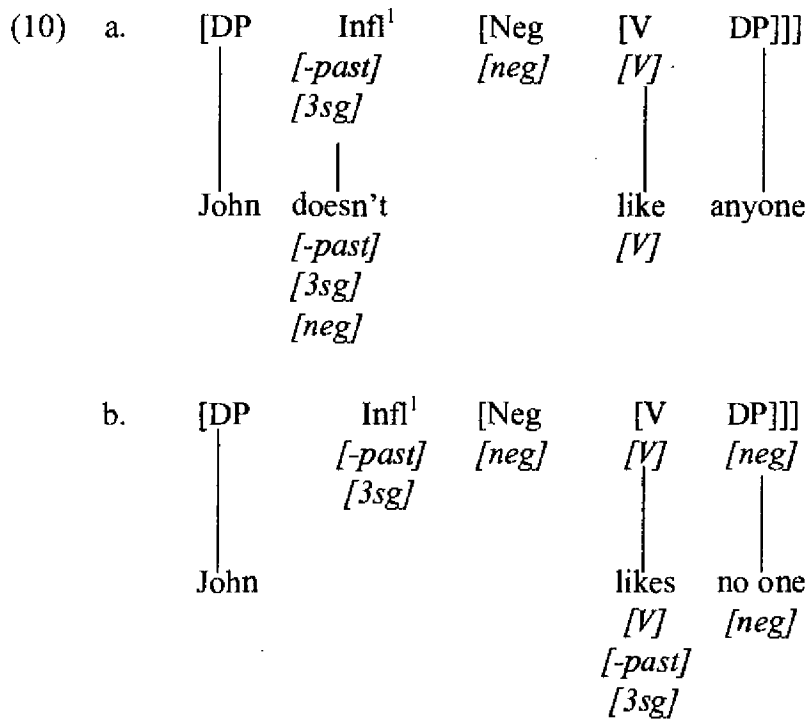 (10) a. [DP Infl¹ [Neg [V DP]]]
[-past] [neg] [V]
[3sg]
John doesn't like anyone
[-past] [V]
[3sg]
[neg]
b. [DP Infl¹ [Neg [V DP]]]
[-past] [neg] [V] [neg]
[3sg]
John likes no one
[V] [neg]
[-past]
[3sg]